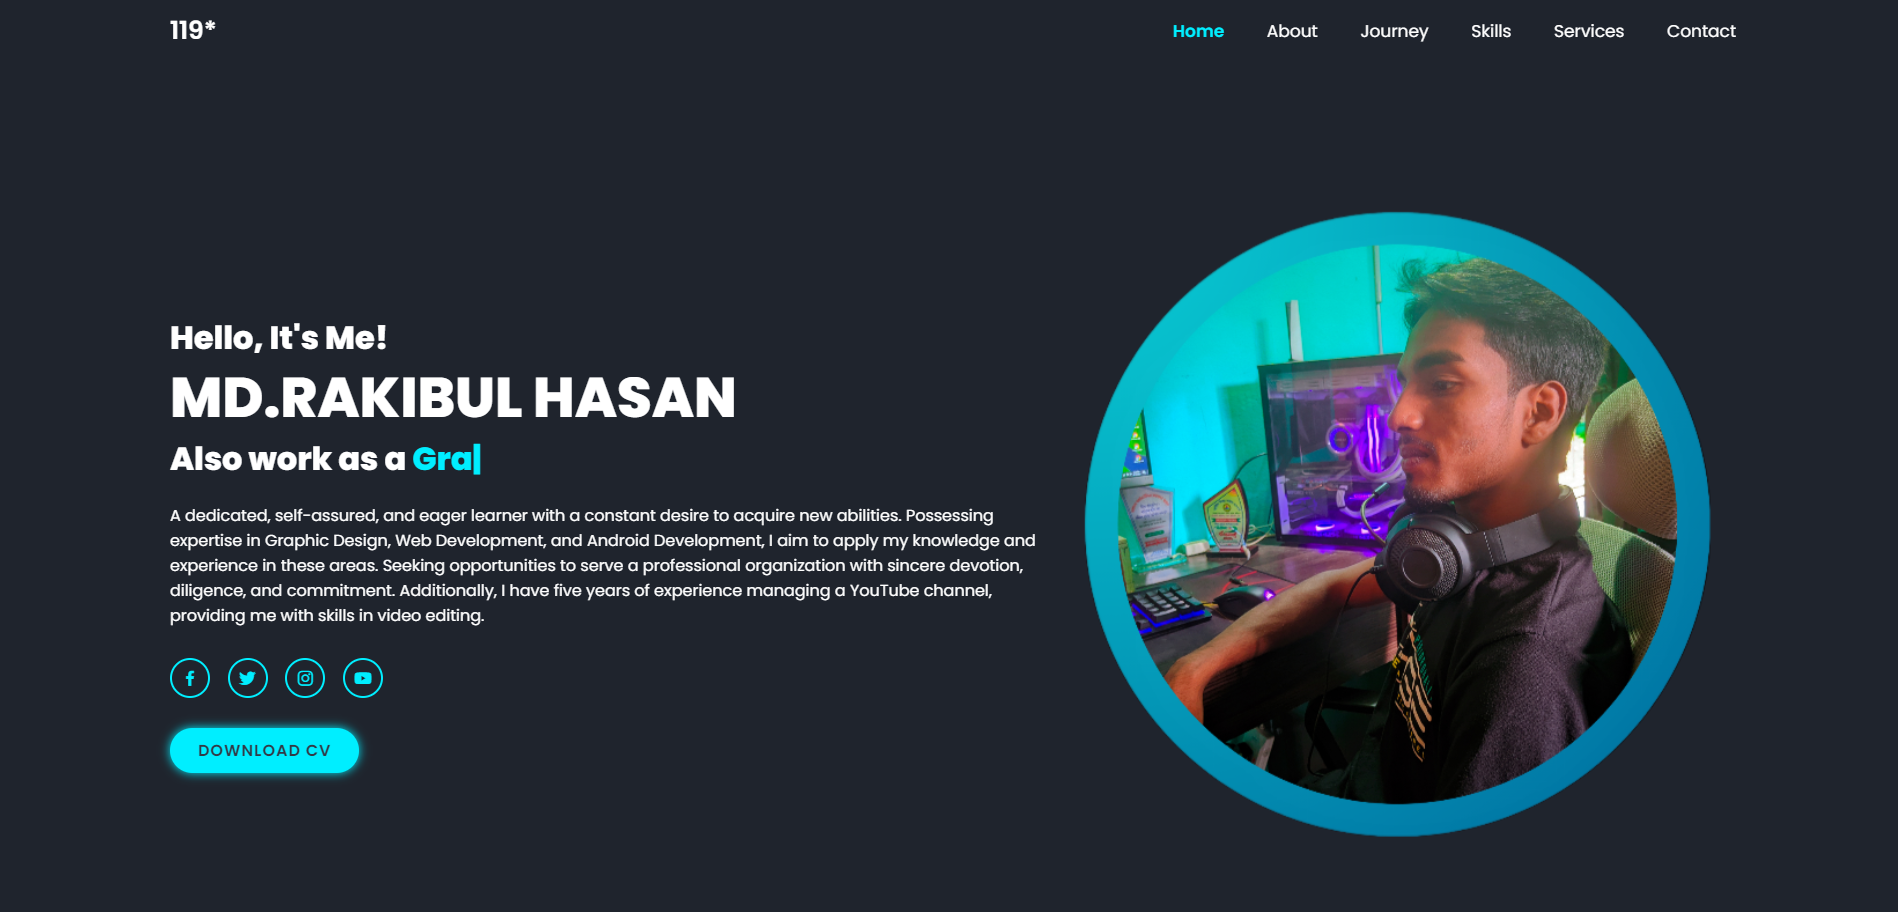 119*
Home About Journey Skills Services Contact
Hello, It's Me!
MD.RAKIBUL HASAN
Also work as a Gra|
A dedicated, self-assured, and eager learner with a constant desire to acquire new abilities. Possessing
expertise in Graphic Design, Web Development, and Android Development, I aim to apply my knowledge and
experience in these areas. Seeking opportunities to serve a professional organization with sincere devotion,
diligence, and commitment. Additionally, I have five years of experience managing a YouTube channel,
providing me with skills in video editing.
DOWNLOAD CV